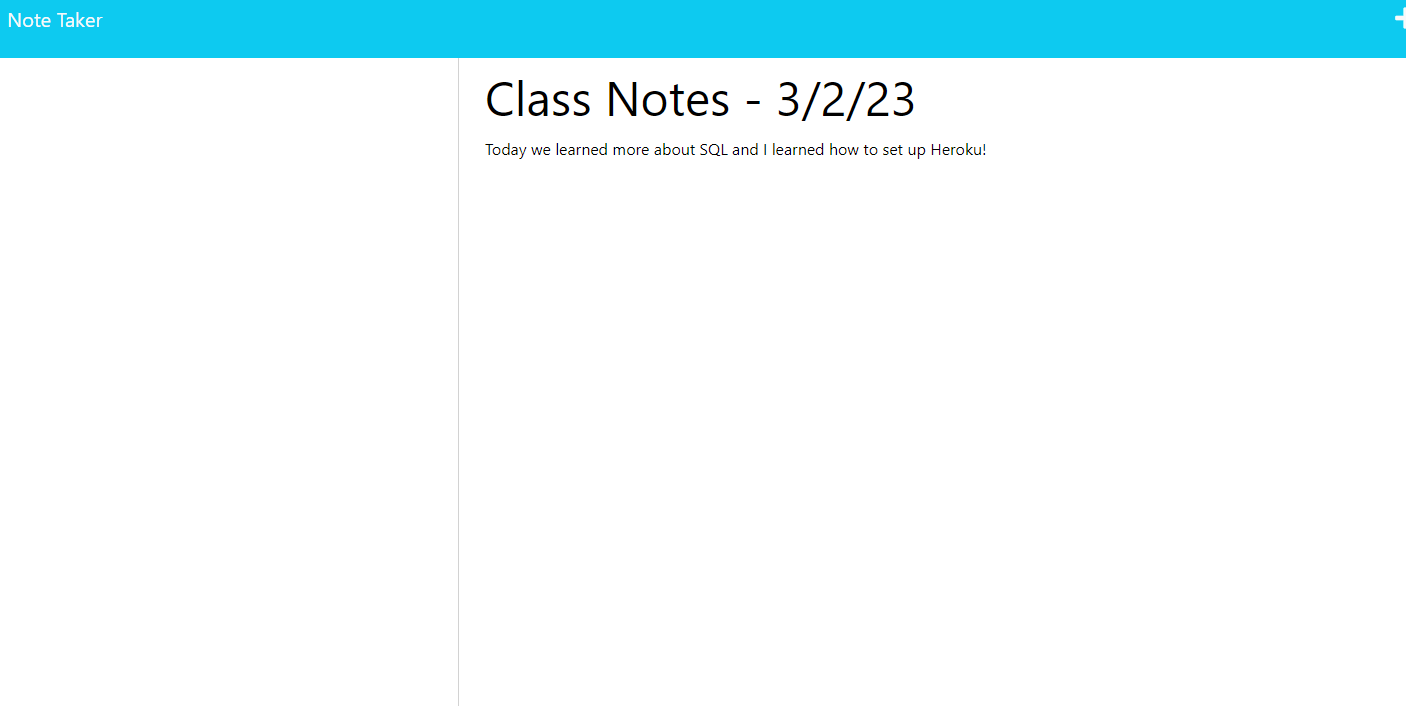 Note Taker
Class Notes - 3/2/23
Today we learned more about SQL and I learned how to set up Heroku!